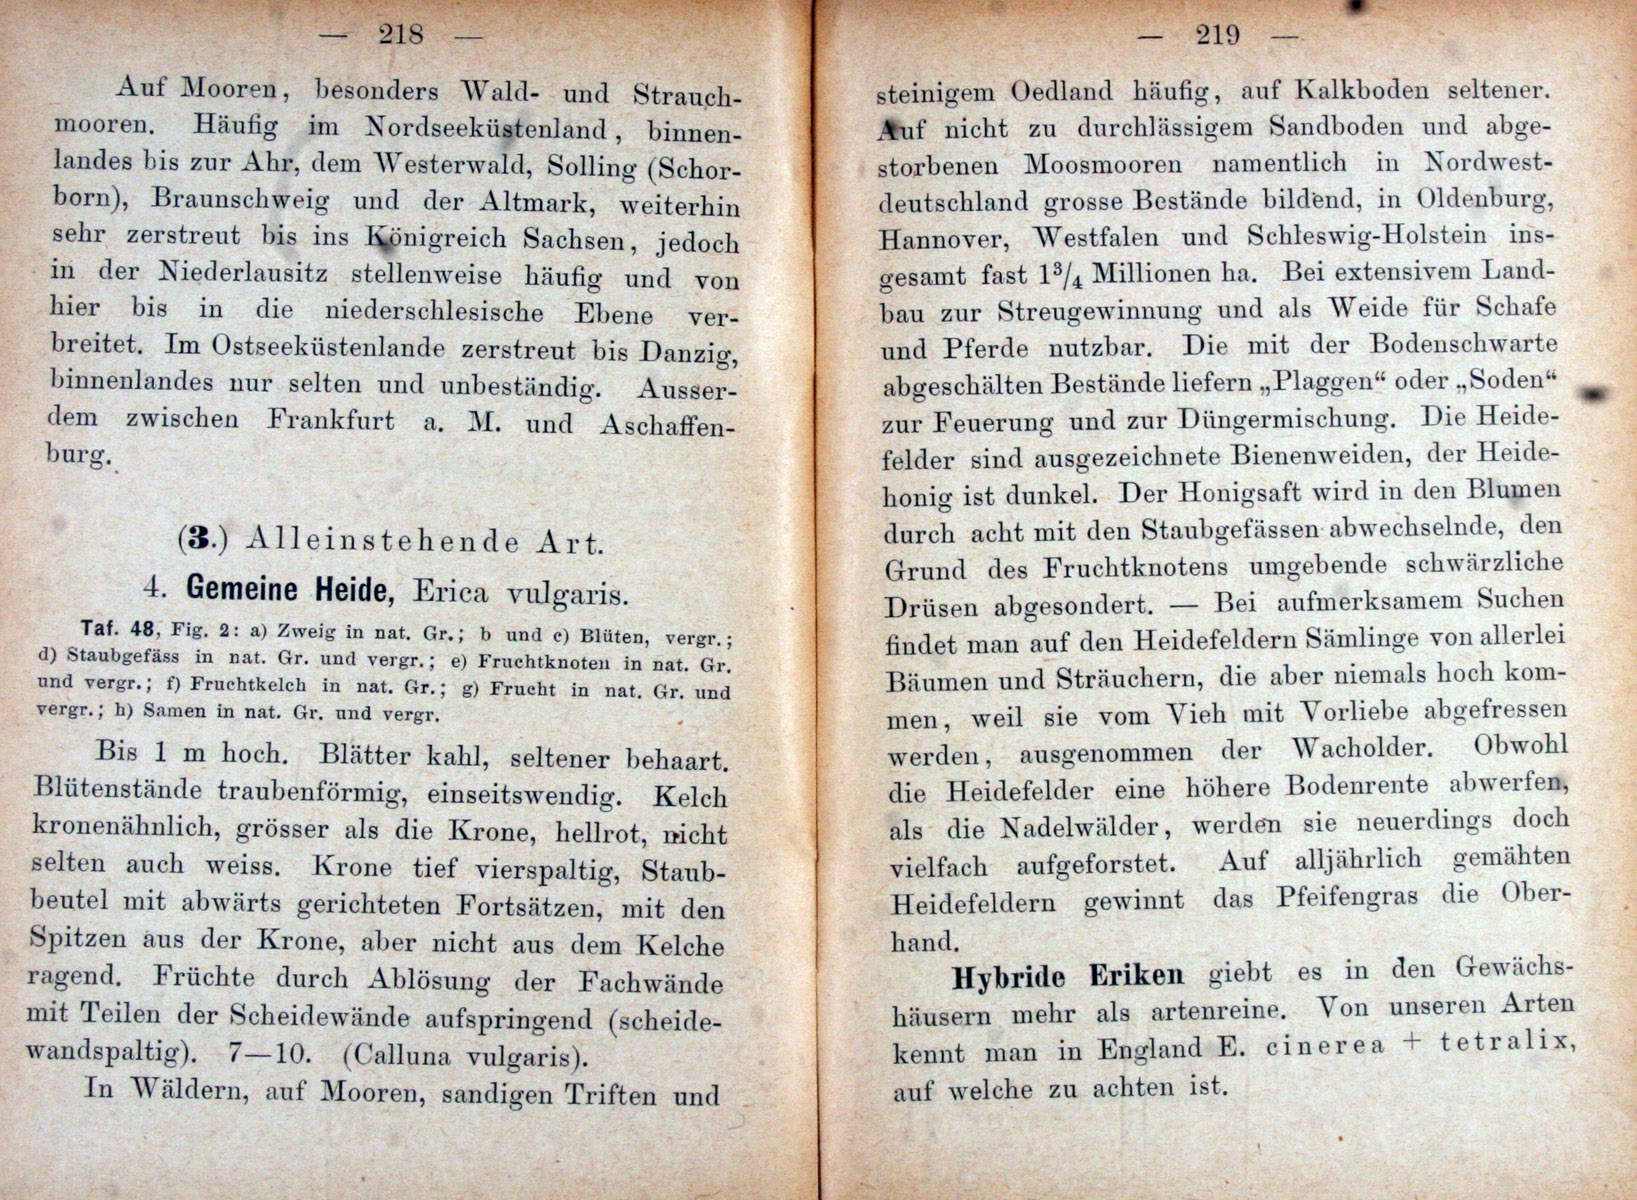 — 218 —
Auf Mooren, besonders Wald- und Strauch-
mooren. Häufig im Nordseeküstenland, binnen-
landes bis zur Ahr, dem Westerwald, Solling (Schor-
born), Braunschweig und der Altmark, weiterhin
sehr zerstreut bis ins Königreich Sachsen, jedoch
in der Niederlausitz stellenweise häufig und von
hier bis in die niederschlesische Ebene ver-
breitet. Im Ostseeküstenlande zerstreut bis Danzig,
binnenlandes nur selten und unbeständig. Ausser-
dem zwischen Frankfurt a. M. und Aschaffen-
burg.
(3.) Alleinstehende Art.
4. Gemeine Heide, Erica vulgaris.
Taf. 48, Fig. 2: a) Zweig in nat. Gr.; b und c) Blüten, vergr.;
d) Staubgefäss in nat. Gr. und vergr.; e) Fruchtknoten in nat. Gr.
und vergr.; f) Fruchtkelch in nat. Gr.; g) Frucht in nat. Gr. und
vergr.; h) Samen in nat. Gr. und vergr.
Bis 1 m hoch. Blätter kahl, seltener behaart.
Blütenstände traubenförmig, einseitswendig. Kelch
kronenähnlich, grösser als die Krone, hellrot, nicht
selten auch weiss. Krone tief vierspaltig, Staub-
beutel mit abwärts gerichteten Fortsätzen, mit den
Spitzen aus der Krone, aber nicht aus dem Kelche
ragend. Früchte durch Ablösung der Fachwände
mit Teilen der Scheidewände aufspringend (scheide-
wandspaltig). 7—10. (Calluna vulgaris).
In Wäldern, auf Mooren, sandigen Triften und
— 219 —
steinigem Oedland häufig, auf Kalkboden seltener.
Auf nicht zu durchlässigem Sandboden und abge-
storbenen Moosmooren namentlich in Nordwest-
deutschland grosse Bestände bildend, in Oldenburg,
Hannover, Westfalen und Schleswig-Holstein ins-
gesamt fast 1³/₄ Millionen ha. Bei extensivem Land-
bau zur Streugewinnung und als Weide für Schafe
und Pferde nutzbar. Die mit der Bodenschwarte
abgeschälten Bestände liefern „Plaggen“ oder „Soden“
zur Feuerung und zur Düngermischung. Die Heide-
felder sind ausgezeichnete Bienenweiden, der Heide-
honig ist dunkel. Der Honigsaft wird in den Blumen
durch acht mit den Staubgefässen abwechselnde, den
Grund des Fruchtknotens umgebende schwärzliche
Drüsen abgesondert. — Bei aufmerksamem Suchen
findet man auf den Heidefeldern Sämlinge von allerlei
Bäumen und Sträuchern, die aber niemals hoch kom-
men, weil sie vom Vieh mit Vorliebe abgefressen
werden, ausgenommen der Wacholder. Obwohl
die Heidefelder eine höhere Bodenrente abwerfen,
als die Nadelwälder, werden sie neuerdings doch
vielfach aufgeforstet. Auf alljährlich gemähten
Heidefeldern gewinnt das Pfeifengras die Ober-
hand.
Hybride Eriken giebt es in den Gewächs-
häusern mehr als artenreine. Von unseren Arten
kennt man in England E. cinerea + tetralix,
auf welche zu achten ist.